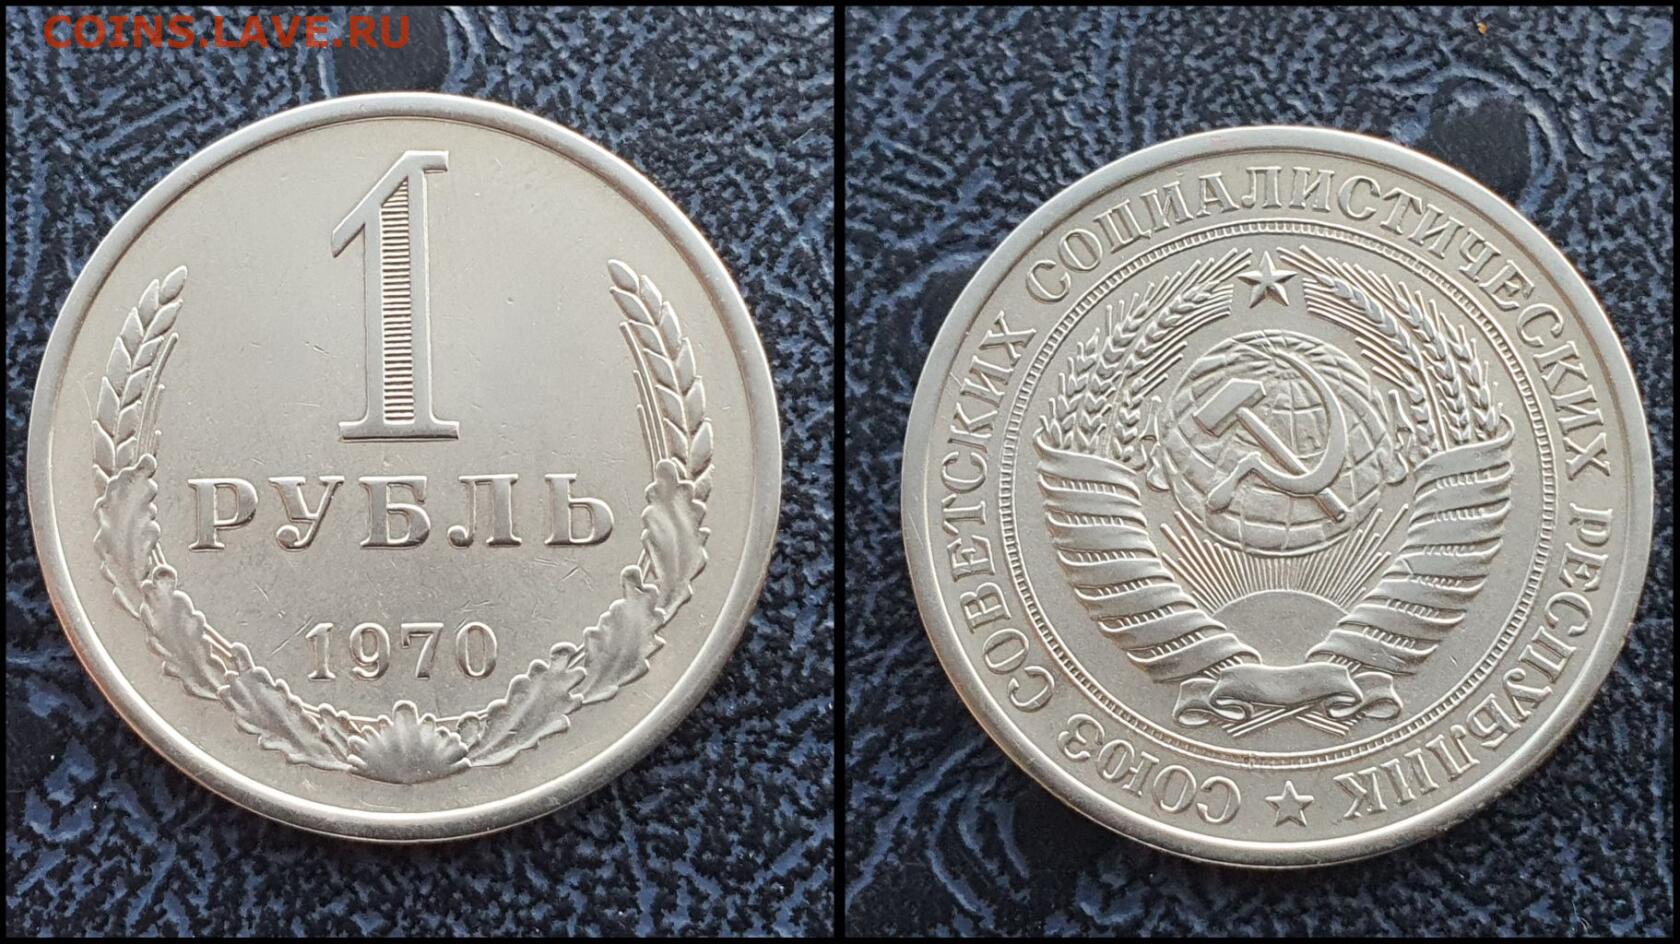 COINS.LAVE.RU
1
РУБЛЬ
1970
СОЮЗ СОВЕТСКИХ СОЦИАЛИСТИЧЕСКИХ РЕСПУБЛИК